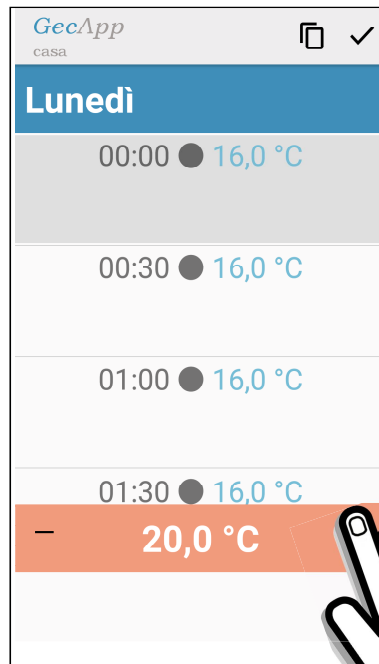 GecApp
casa
Lunedì
00:00 ● 16,0 °C
00:30 ● 16,0 °C
01:00 ● 16,0 °C
01:30 ● 16,0 °C
− 20,0 °C